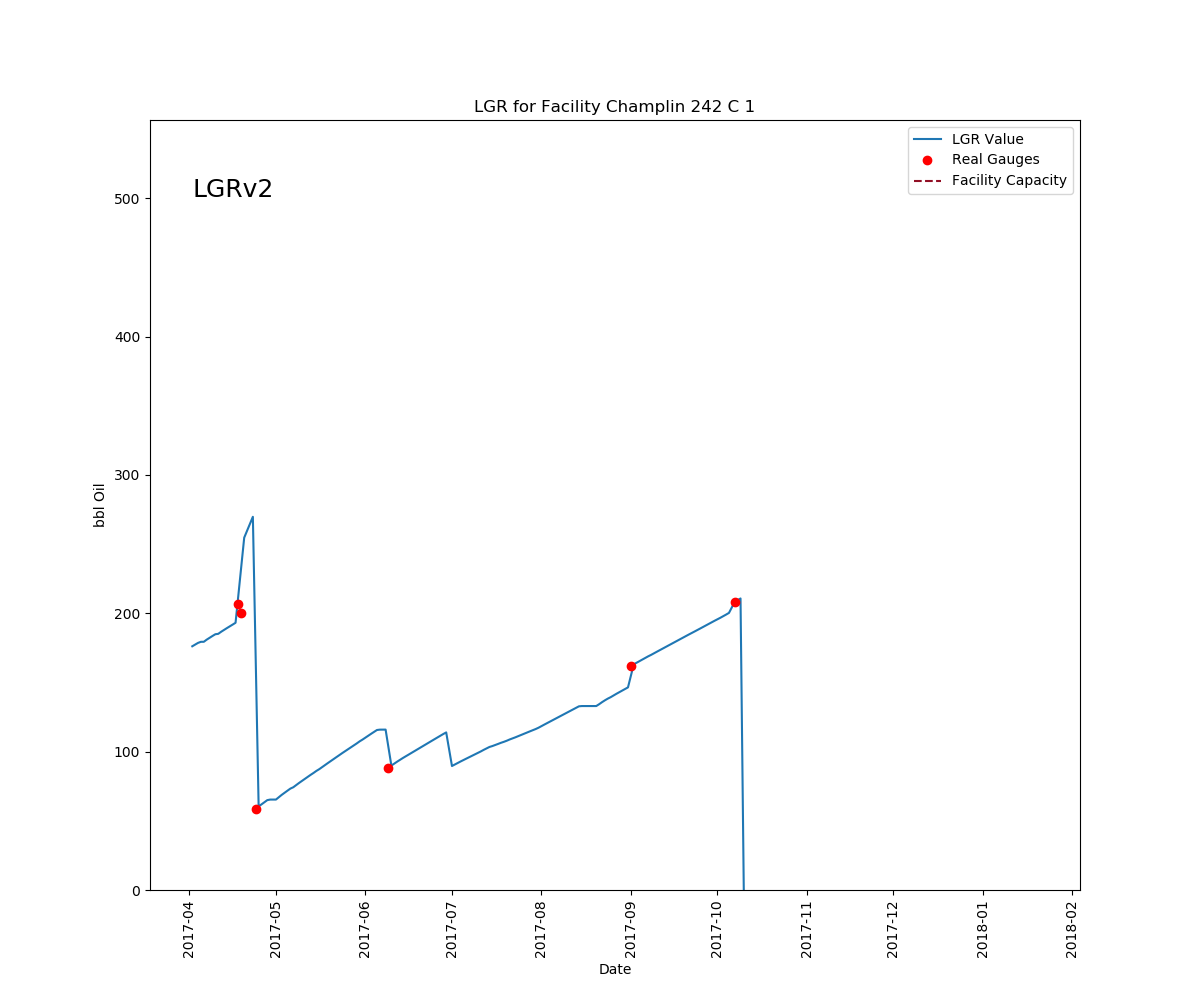 LGR for Facility Champlin 242 C 1
LGR Value
Real Gauges
Facility Capacity
LGRv2
500
400
300
200
100
0
bbl Oil
2017-04
2017-05
2017-06
2017-07
2017-08
2017-09
2017-10
2017-11
2017-12
2018-01
2018-02
Date